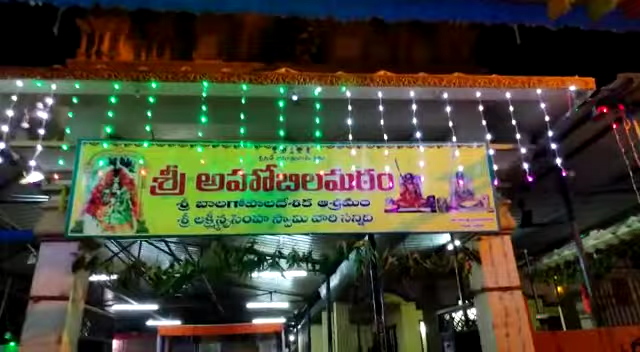 శ్రీ అహోబిలమఠం
శ్రీ బాలగోపాలదేశిక ఆశ్రమం
శ్రీ లక్ష్మీనృసింహ స్వామి వారి సన్నిధి